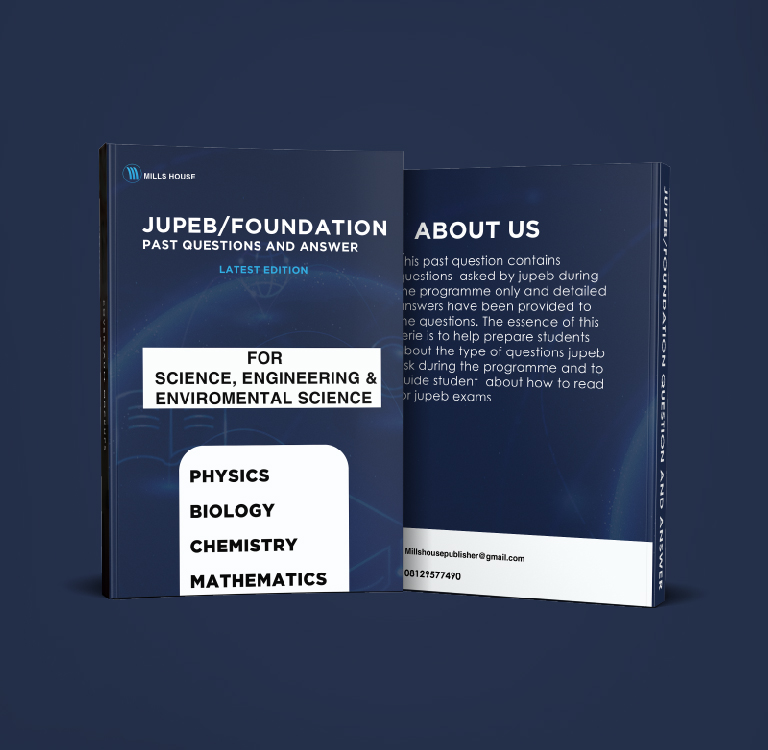 MILLS HOUSE
JUPEB/FOUNDATION
PAST QUESTIONS AND ANSWER
LATEST EDITION
FOR
SCIENCE, ENGINEERING &
ENVIROMENTAL SCIENCE
PHYSICS
BIOLOGY
CHEMISTRY
MATHEMATICS
ABOUT US
his past question contains
uestions asked by jupeb during
he programme only and detailed
nswers have been provided to
he questions. The essence of this
erie is to help prepare students
bout the type of questions jupeb
sk during the programme and to
uide student about how to read
or jupeb exams
Millshousepublisher@gmail.com
JUPEB/FOUNDATION QUESTION AND ANSWER